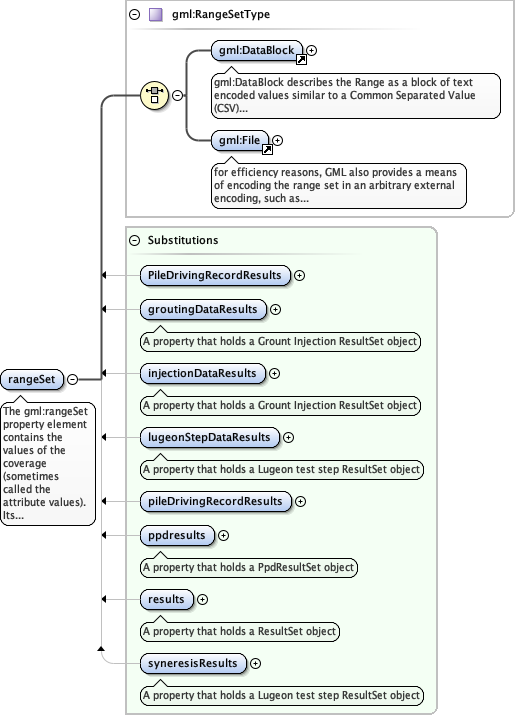 gml:RangeSetType
gml:DataBlock
gml:DataBlock describes the Range as a block of text
encoded values similar to a Common Separated Value
(CSV)...
gml:File
for efficiency reasons, GML also provides a means
of encoding the range set in an arbitrary external
encoding, such as...
Substitutions
PileDrivingRecordResults
groutingDataResults
A property that holds a Grount Injection ResultSet object
injectionDataResults
A property that holds a Grount Injection ResultSet object
lugeonStepDataResults
A property that holds a Lugeon test step ResultSet object
pileDrivingRecordResults
ppdresults
A property that holds a PpdResultSet object
results
A property that holds a ResultSet object
syneresisResults
A property that holds a Lugeon test step ResultSet object
rangeSet
The gml:rangeSet
property element
contains the
values of the
coverage
(sometimes
called the
attribute values).
Its...